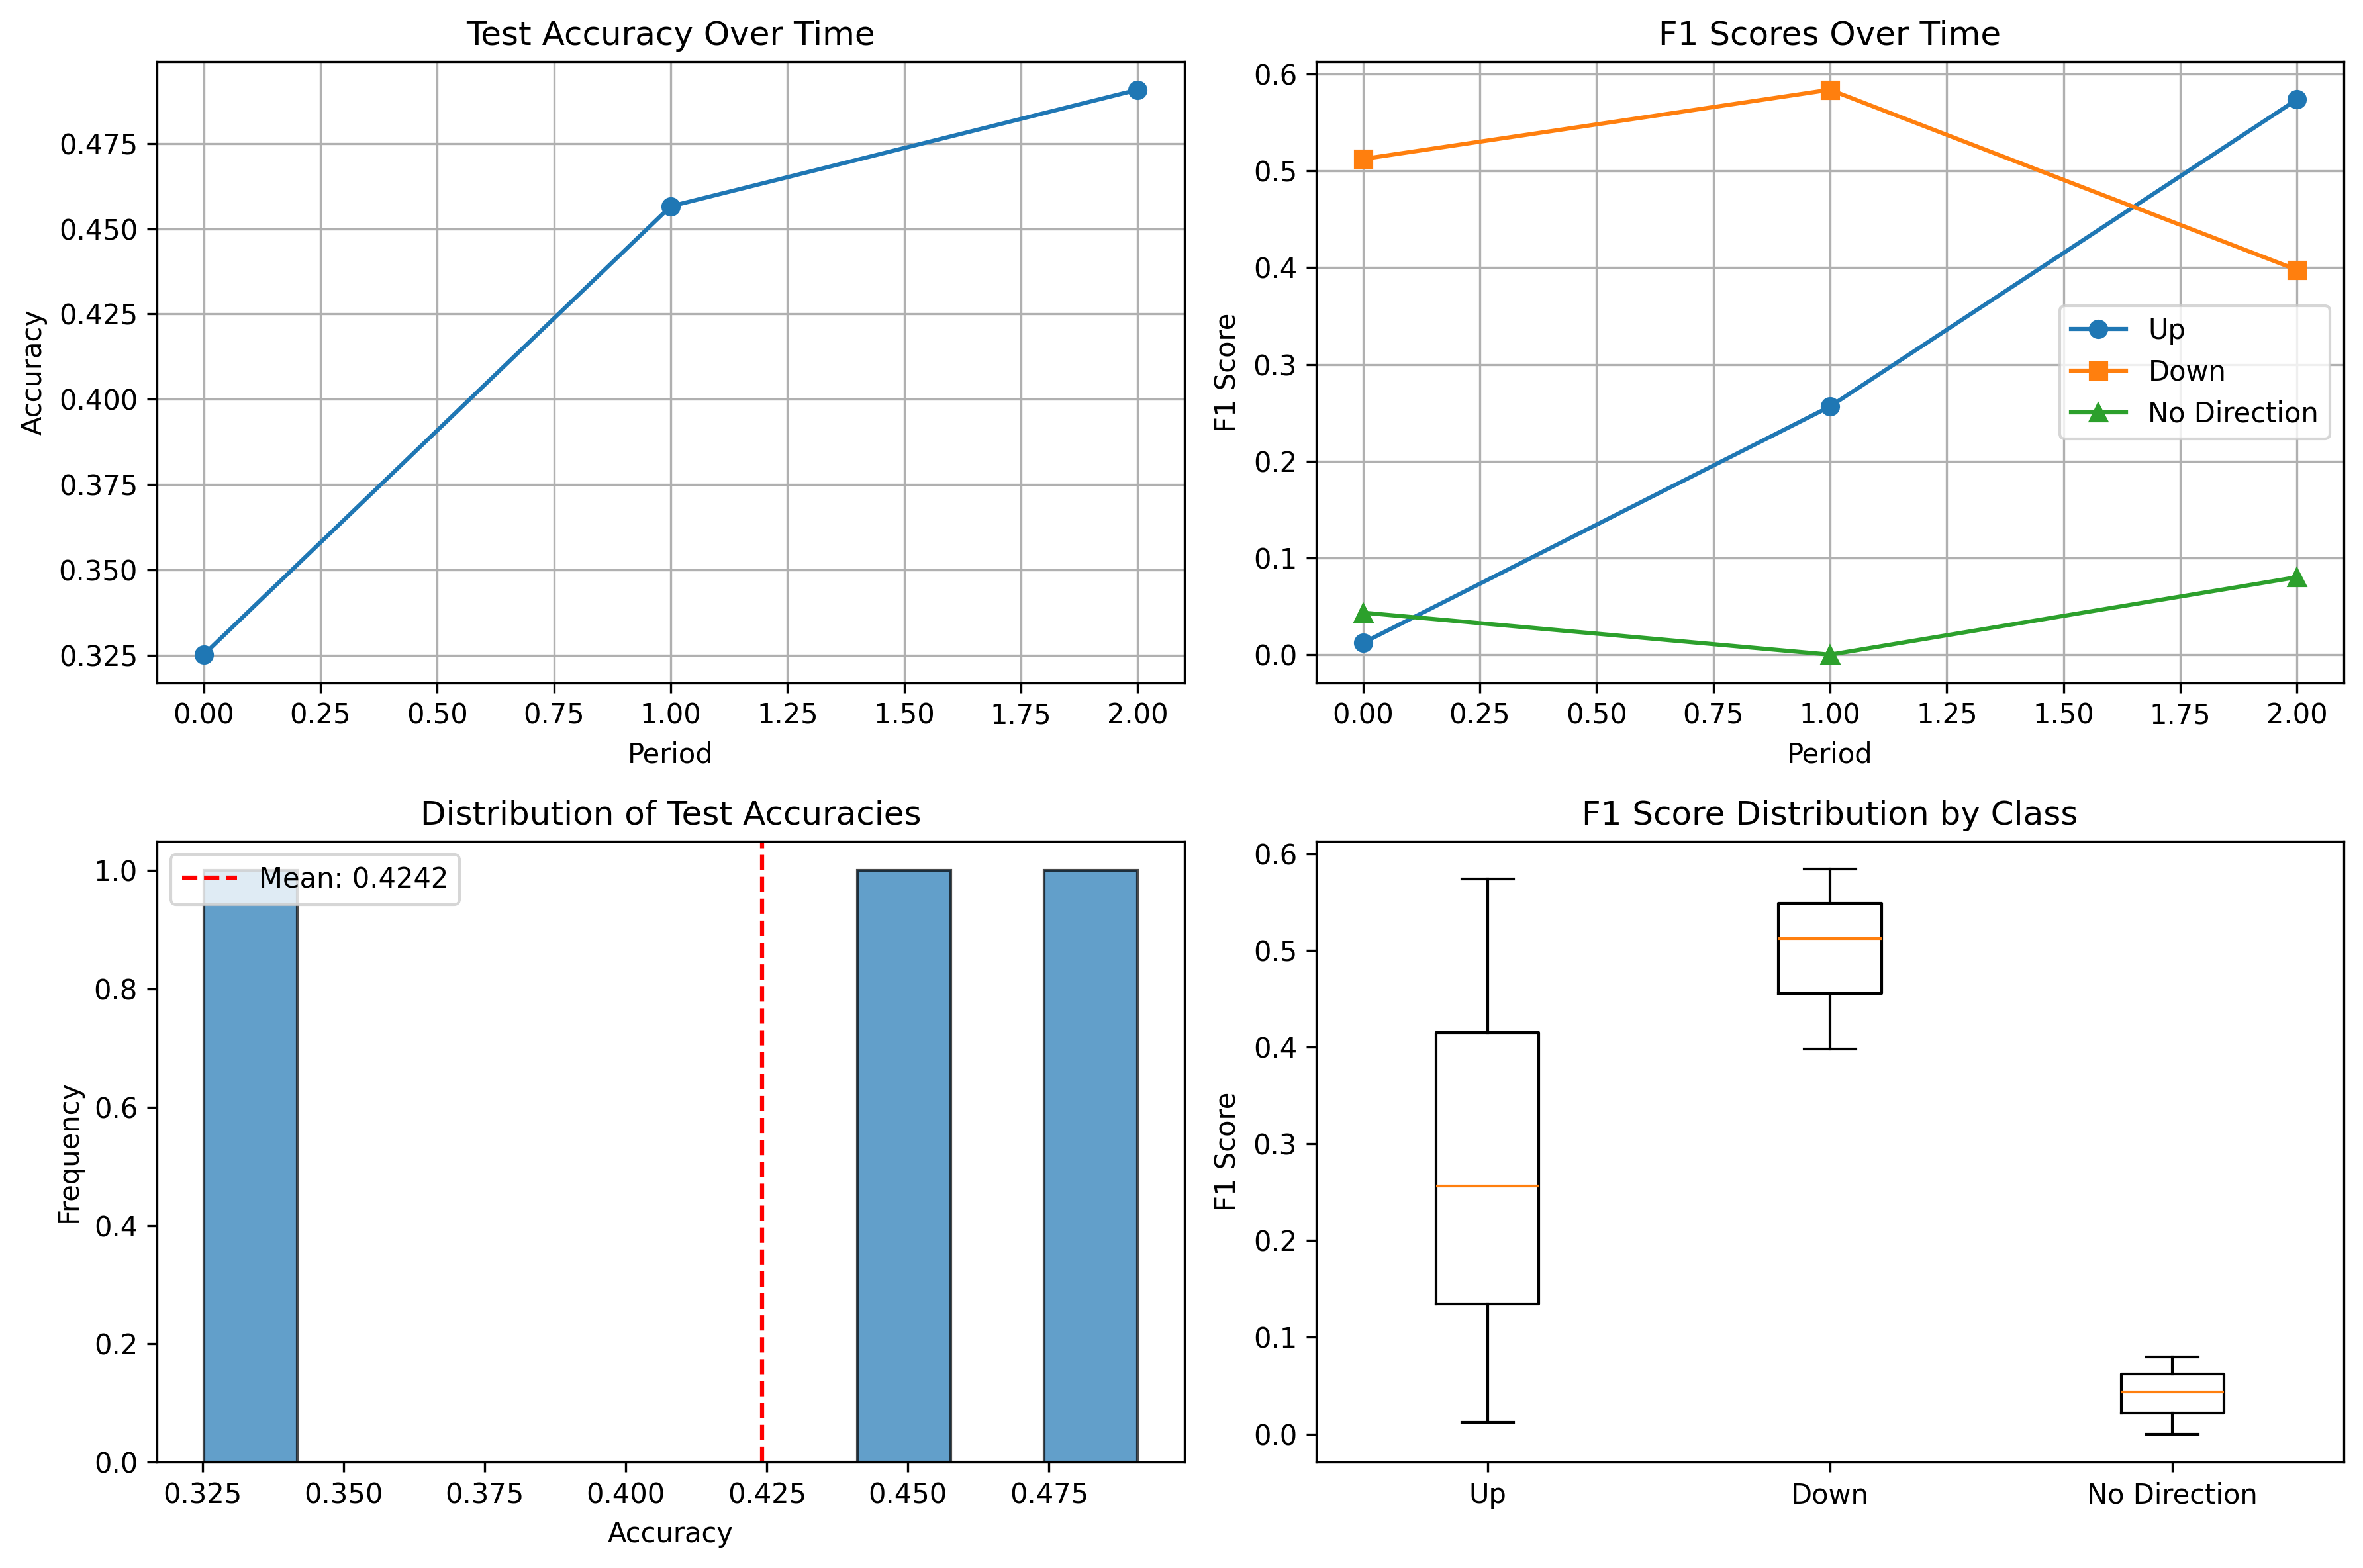 Test Accuracy Over Time
Accuracy
0.475
0.450
0.425
0.400
0.375
0.350
0.325
0.00 0.25 0.50 0.75 1.00 1.25 1.50 1.75 2.00
Period
F1 Scores Over Time
F1 Score
0.6
0.5
0.4
0.3
0.2
0.1
0.0
Up
Down
No Direction
0.00 0.25 0.50 0.75 1.00 1.25 1.50 1.75 2.00
Period
Distribution of Test Accuracies
Frequency
1.0
0.8
0.6
0.4
0.2
0.0
Mean: 0.4242
0.325 0.350 0.375 0.400 0.425 0.450 0.475
Accuracy
F1 Score Distribution by Class
F1 Score
0.6
0.5
0.4
0.3
0.2
0.1
0.0
Up Down No Direction